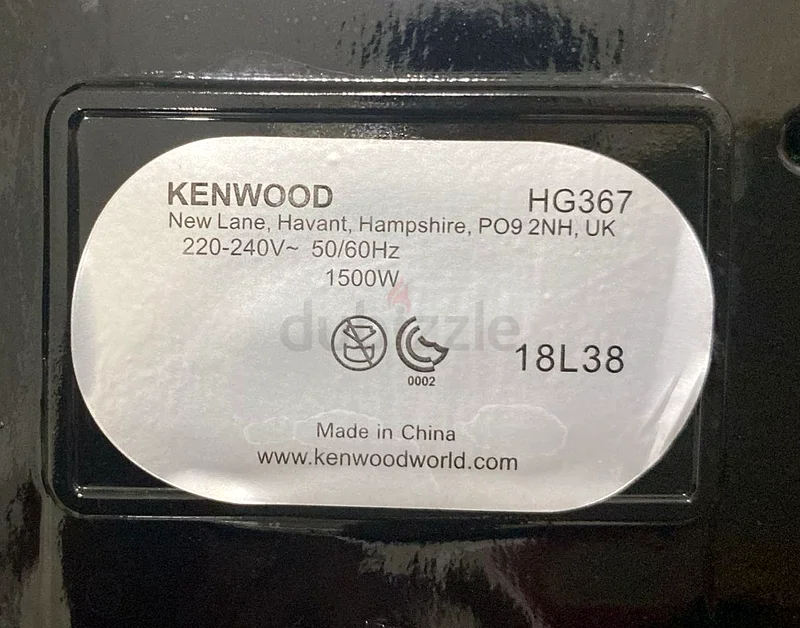 KENWOOD HG367
New Lane, Havant, Hampshire, PO9 2NH, UK
220-240V~ 50/60Hz
1500W
dubizzle
0002
18L38
Made in China
www.kenwoodworld.com